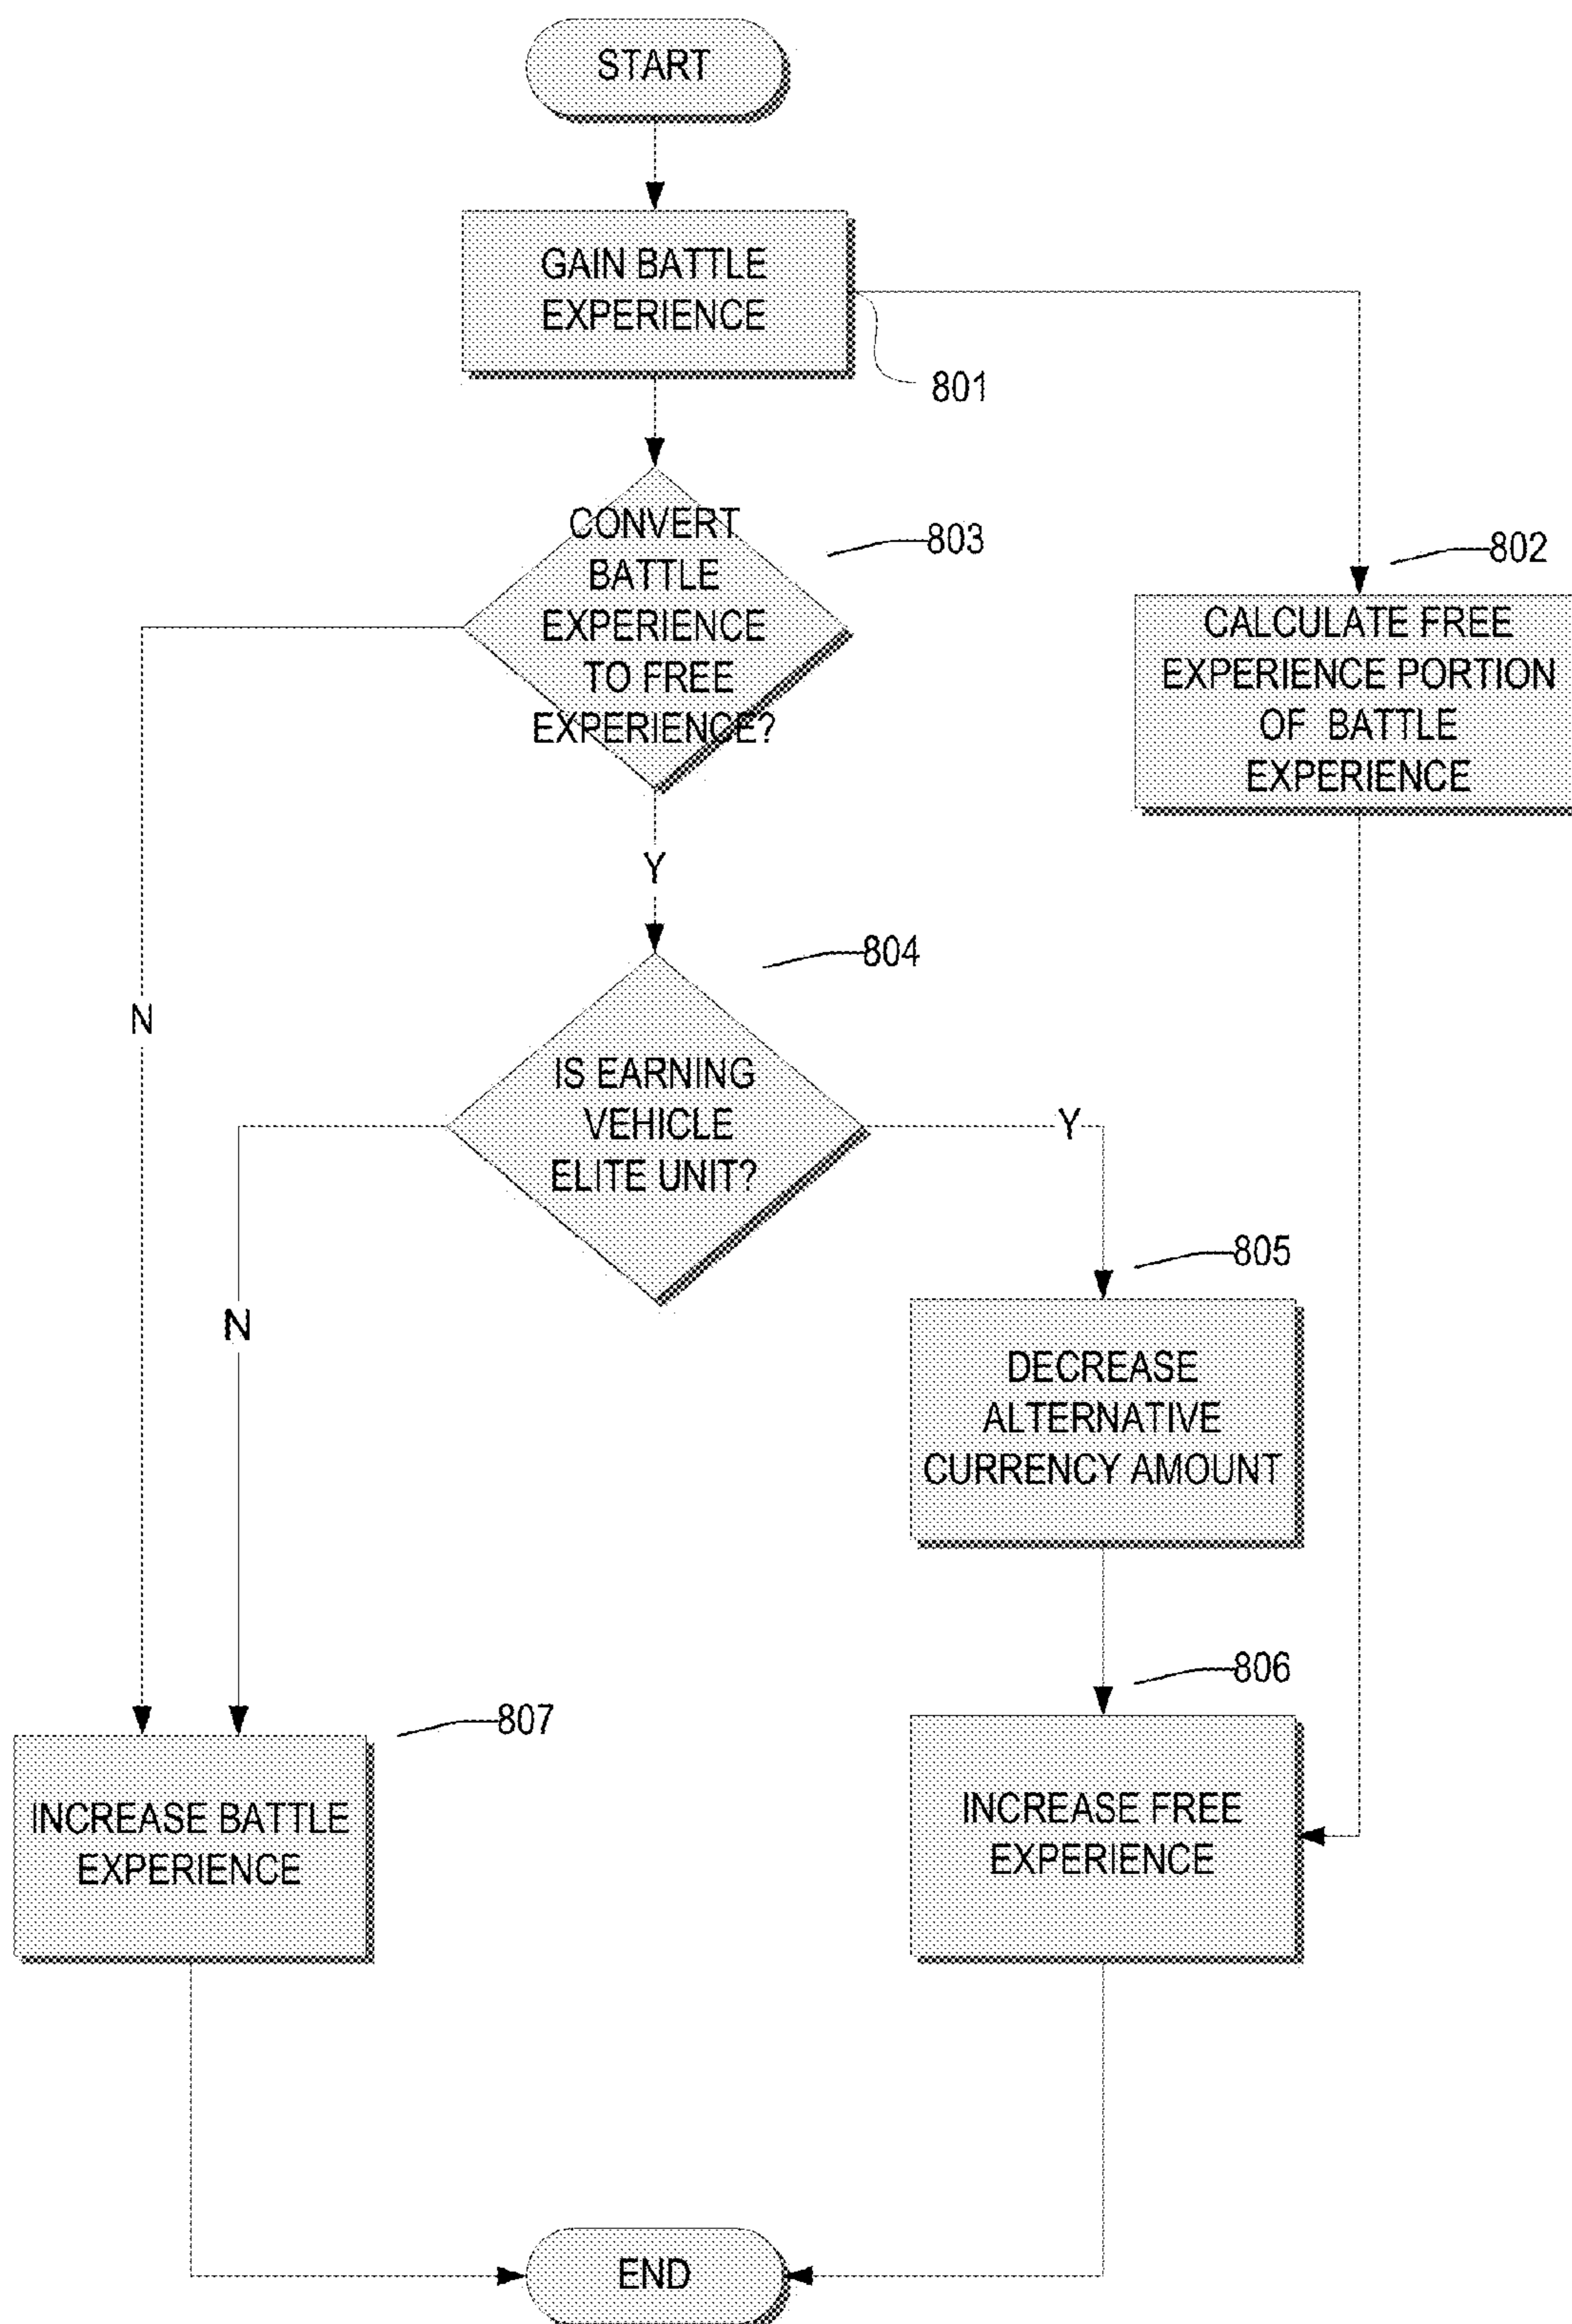 START
GAIN BATTLE
EXPERIENCE
801
CONVERT
BATTLE
EXPERIENCE
TO FREE
EXPERIENCE?
803
802
CALCULATE FREE
EXPERIENCE PORTION
OF BATTLE
EXPERIENCE
Y
804
N
IS EARNING
VEHICLE
ELITE UNIT?
Y
805
N
DECREASE
ALTERNATIVE
CURRENCY AMOUNT
806
807
INCREASE BATTLE
EXPERIENCE
INCREASE FREE
EXPERIENCE
END